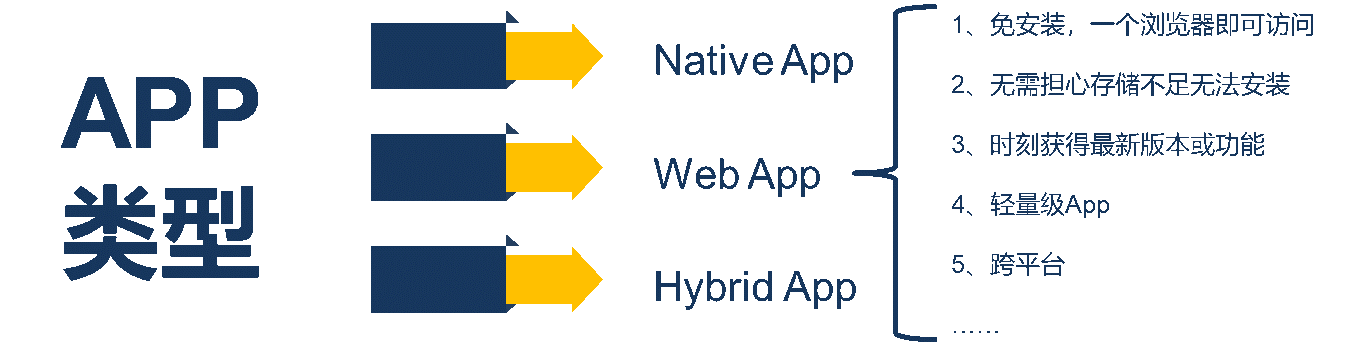 APP
类型
Native App
Web App
Hybrid App
1、免安装，一个浏览器即可访问
2、无需担心存储不足无法安装
3、时刻获得最新版本或功能
4、轻量级App
5、跨平台
……